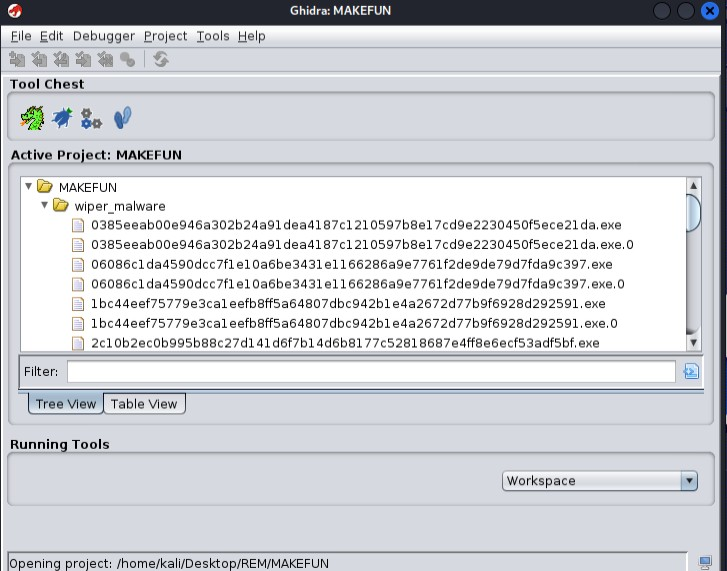 Ghidra: MAKEFUN
File Edit Debugger Project Tools Help
Tool Chest
Active Project: MAKEFUN
MAKEFUN
wiper_malware
0385eeab00e946a302b24a91dea4187c1210597b8e17cd9e2230450f5ece21da.exe
0385eeab00e946a302b24a91dea4187c1210597b8e17cd9e2230450f5ece21da.exe.0
06086c1da4590dcc7f1e10a6be3431e1166286a9e7761f2de9de79d7fda9c397.exe
06086c1da4590dcc7f1e10a6be3431e1166286a9e7761f2de9de79d7fda9c397.exe.0
1bc44eef75779e3ca1eefb8ff5a64807dbc942b1e4a2672d77b9f6928d292591.exe
1bc44eef75779e3ca1eefb8ff5a64807dbc942b1e4a2672d77b9f6928d292591.exe.0
2c10b2ec0b995b88c27d141d6f7b14d6b8177c52818687e4ff8e6ecf53adf5bf.exe
Filter:
Tree View Table View
Running Tools
Workspace
Opening project: /home/kali/Desktop/REM/MAKEFUN